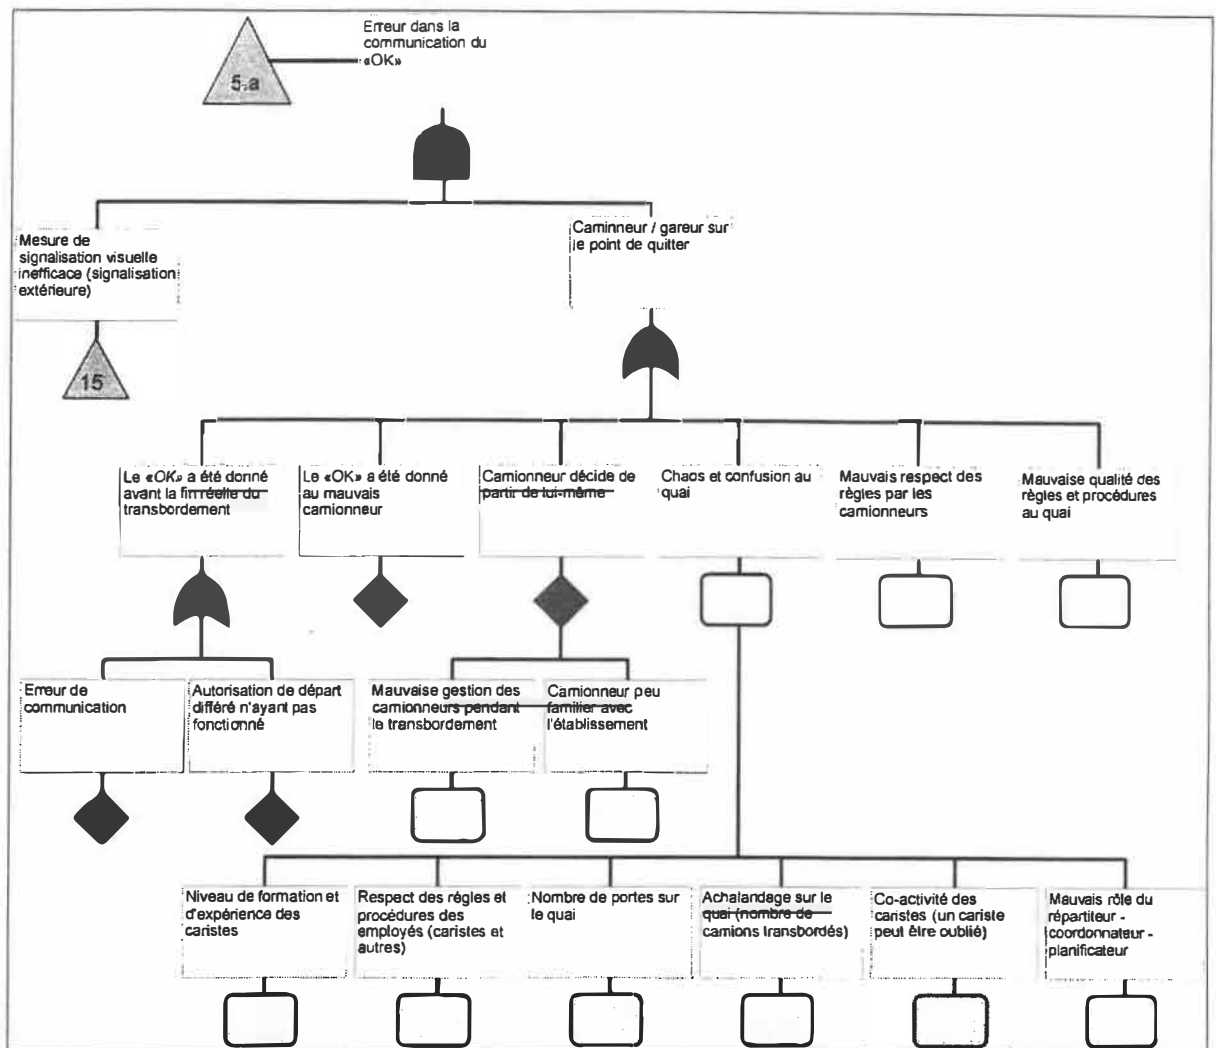 Erreur dans la
communication du
«OK»
5-a
Mesure de
signalisation visuelle
inefficace (signalisation
extérieure)
Caminneur / gareur sur
le point de quitter
15
Le «OK» a été donné
avant la fin réelle du
transbordement
Le «OK» a été donné
au mauvais
camionneur
Camionneur décide de
partir de lui-même
Chaos et confusion au
quai
Mauvais respect des
règles par les
camionneurs
Mauvaise qualité des
règles et procédures
au quai
Erreur de
communication
Autorisation de départ
différé n'ayant pas
fonctionné
Mauvaise gestion des
camionneurs pendant
le transbordement
Camionneur peu
familier avec
l'établissement
Niveau de formation et
d'expérience des
caristes
Respect des règles et
procédures des
employés (caristes et
autres)
Nombre de portes sur
le quai
Achalandage sur le
quai (nombre de
camions transbordés)
Co-activité des
caristes (un cariste
peut être oublié)
Mauvais rôle du
répartiteur -
coordonnateur -
planificateur